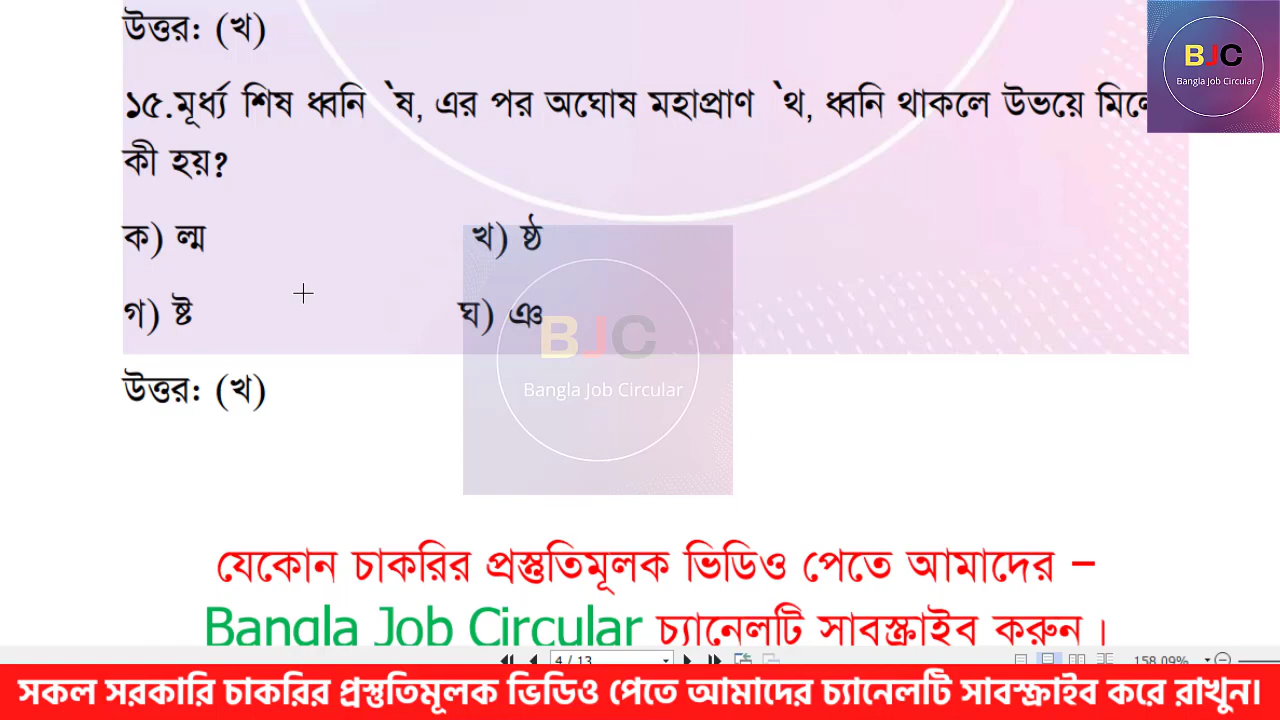 উত্তর: (খ)
BJC
Bangla Job Circular
১৫.মূর্ধ্য শিষ ধ্বনি `ষ, এর পর অঘোষ মহাপ্রাণ `থ, ধ্বনি থাকলে উভয়ে
কী হয়?
ক) ল্ম খ) ষ্ঠ
গ) ষ্ট ঘ) ঞ্চ
BJC
Bangla Job Circular
উত্তর: (খ)
যেকোন চাকরির প্রস্তুতিমূলক ভিডিও পেতে আমাদের –
Bangla Job Circular চ্যানেলটি সাবস্ক্রাইব করুন।
4 / 13 158.09%
সকল সরকারি চাকরির প্রস্তুতিমূলক ভিডিও পেতে আমাদের চ্যানেলটি সাবস্ক্রাইব করে রাখুন।